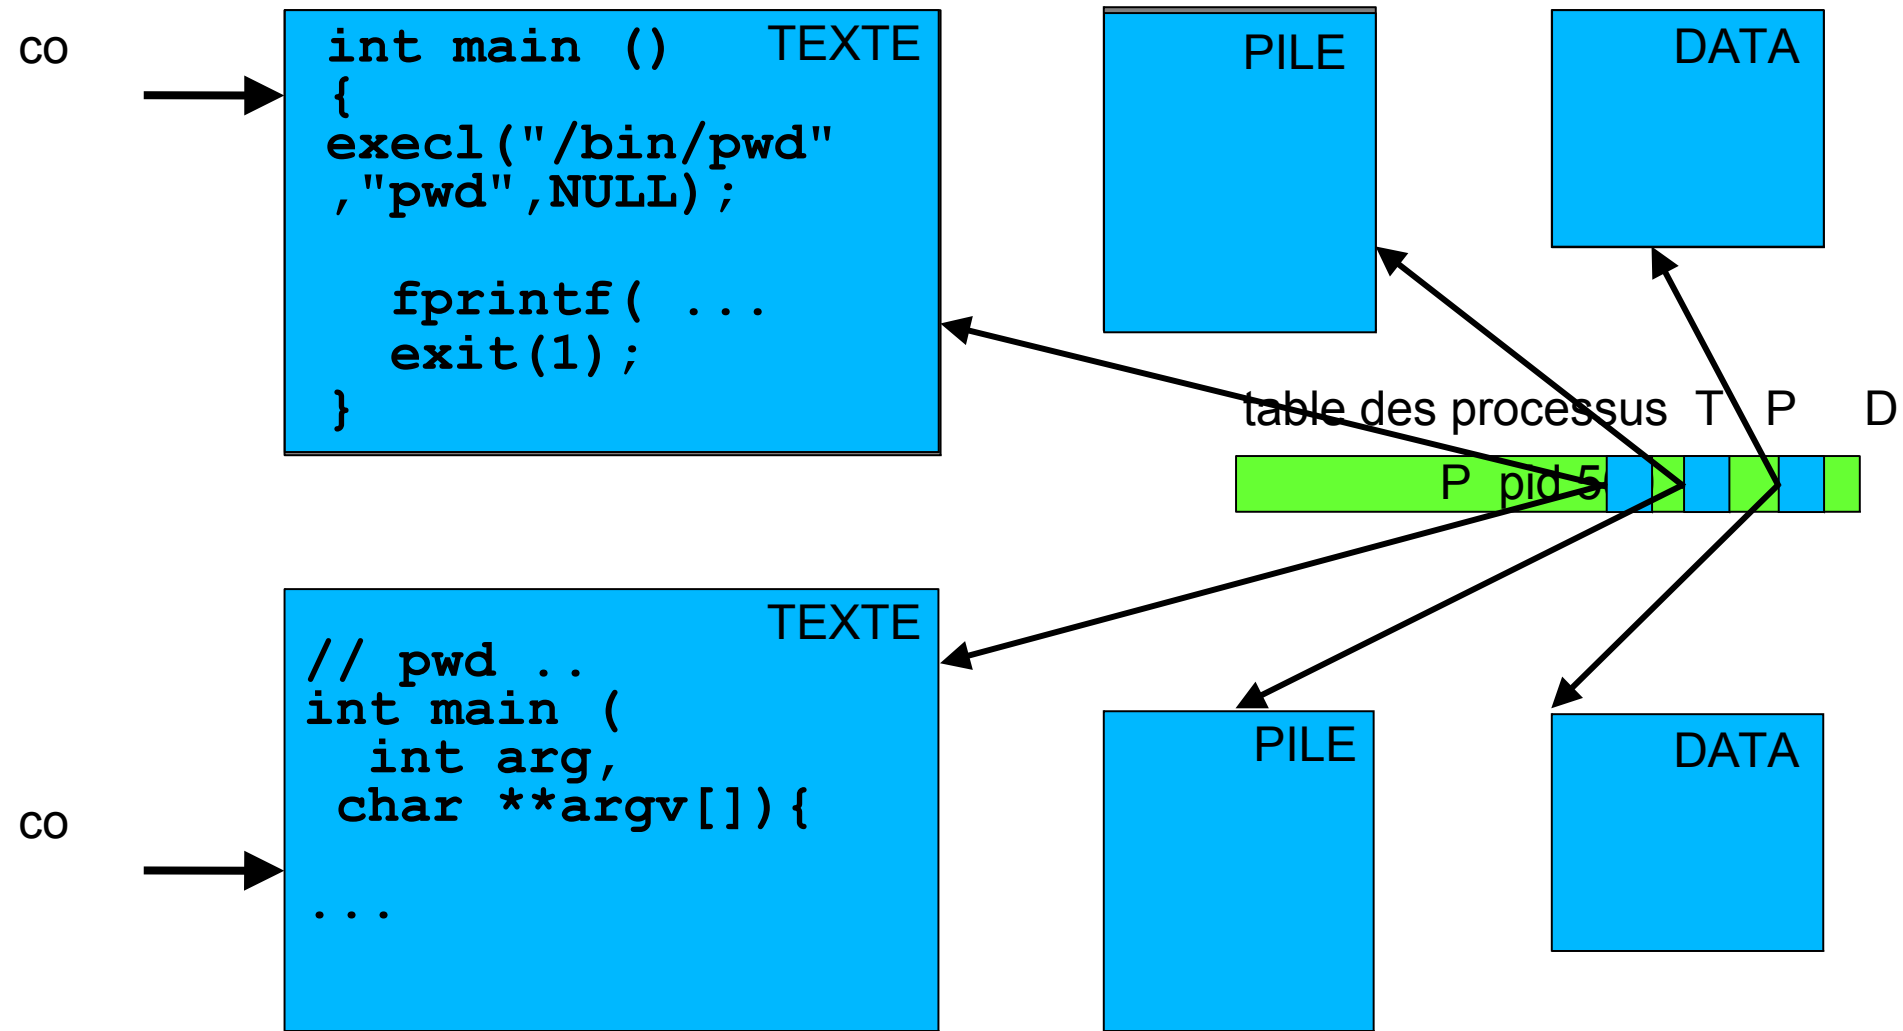 co
int main ()
TEXTE
{
execl("/bin/pwd"
,"pwd",NULL);
fprintf( ...
exit(1);
}
PILE
DATA
table des processus T P D
P pid 5
TEXTE
// pwd ..
int main (
int arg,
char **argv[]){
...
co
PILE
DATA